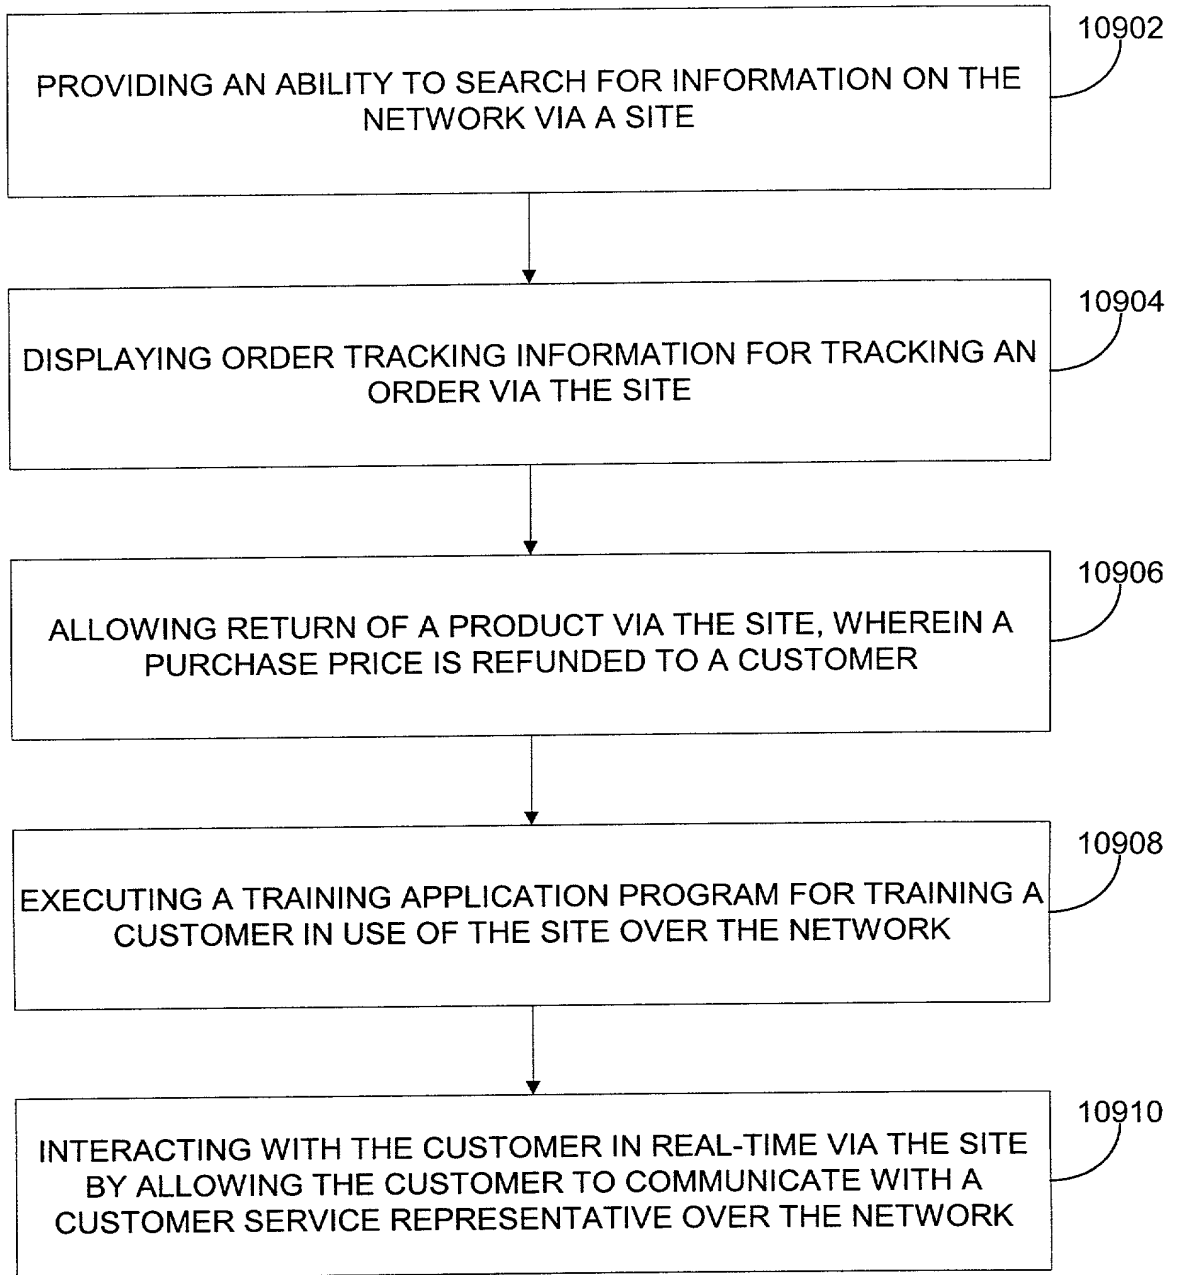 10902
PROVIDING AN ABILITY TO SEARCH FOR INFORMATION ON THE
NETWORK VIA A SITE
10904
DISPLAYING ORDER TRACKING INFORMATION FOR TRACKING AN
ORDER VIA THE SITE
10906
ALLOWING RETURN OF A PRODUCT VIA THE SITE, WHEREIN A
PURCHASE PRICE IS REFUNDED TO A CUSTOMER
10908
EXECUTING A TRAINING APPLICATION PROGRAM FOR TRAINING A
CUSTOMER IN USE OF THE SITE OVER THE NETWORK
10910
INTERACTING WITH THE CUSTOMER IN REAL-TIME VIA THE SITE
BY ALLOWING THE CUSTOMER TO COMMUNICATE WITH A
CUSTOMER SERVICE REPRESENTATIVE OVER THE NETWORK